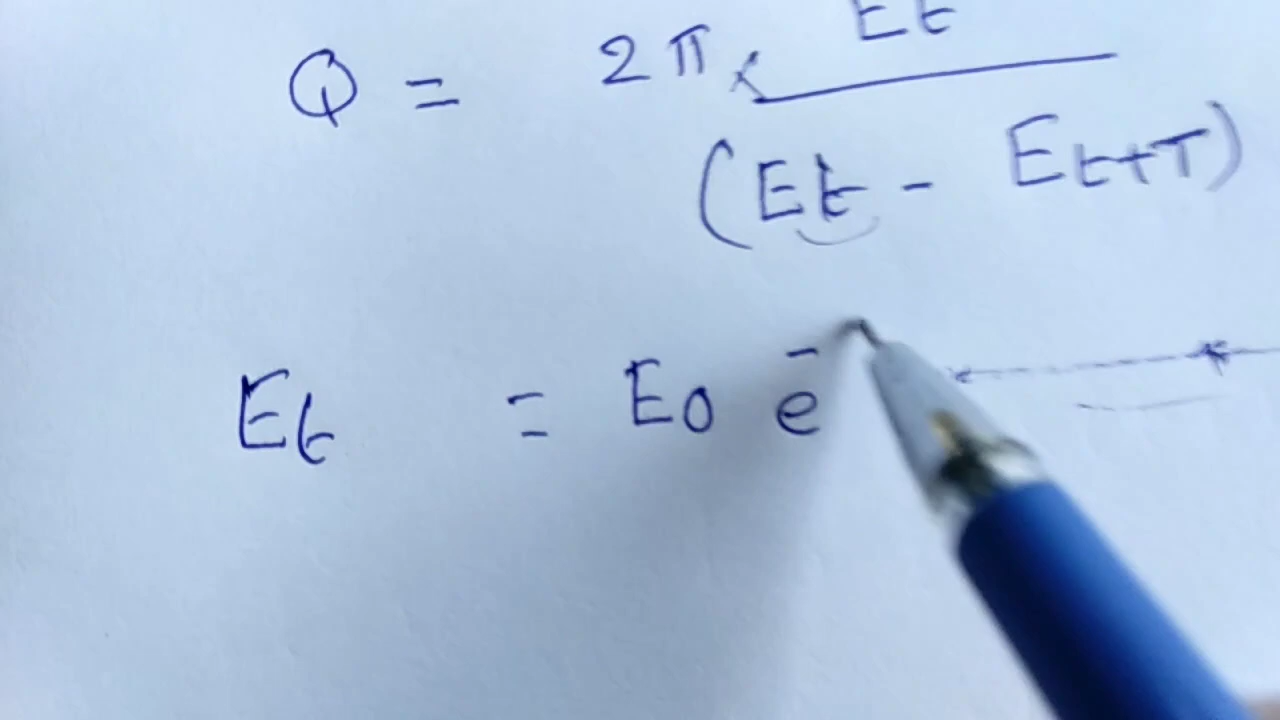 Q = 2π × Et
(Et - Et+T)
Et = E0 e-